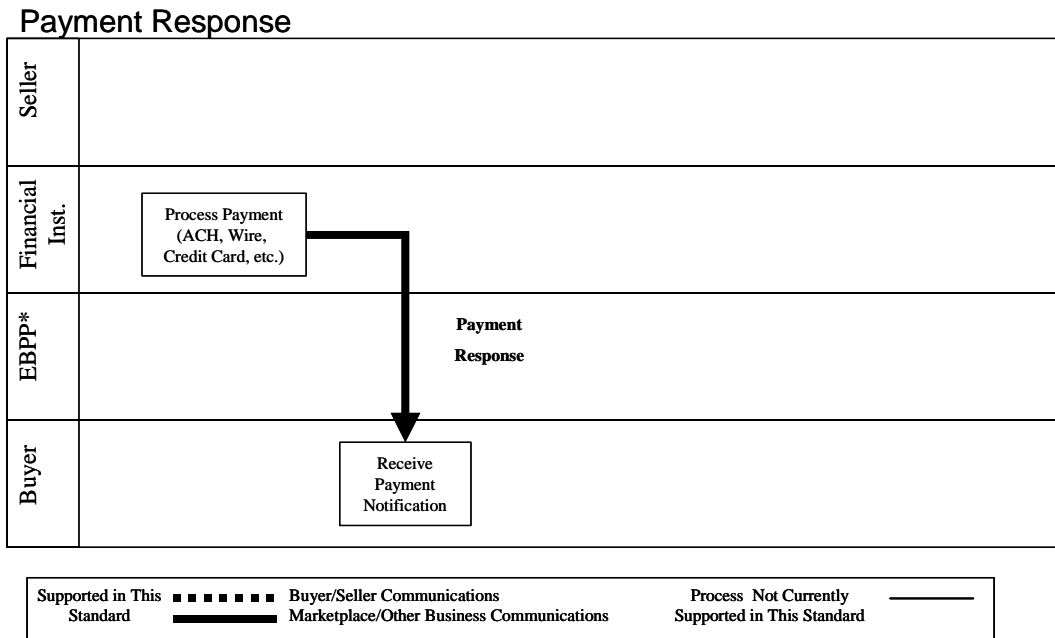 Payment Response
Seller
Financial
Inst.
Process Payment
(ACH, Wire,
Credit Card, etc.)
EBPP*
Payment
Response
Buyer
Receive
Payment
Notification
Supported in This
Standard
Buyer/Seller Communications
Marketplace/Other Business Communications
Process Not Currently
Supported in This Standard